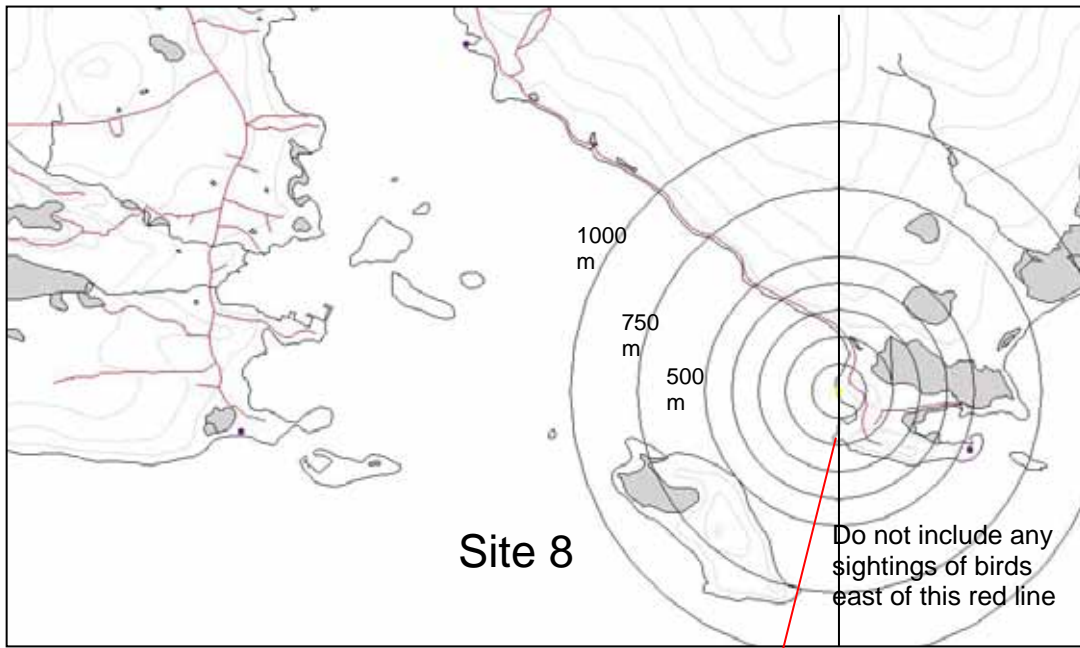 1000
m
750
m
500
m
Site 8
Do not include any
sightings of birds
east of this red line